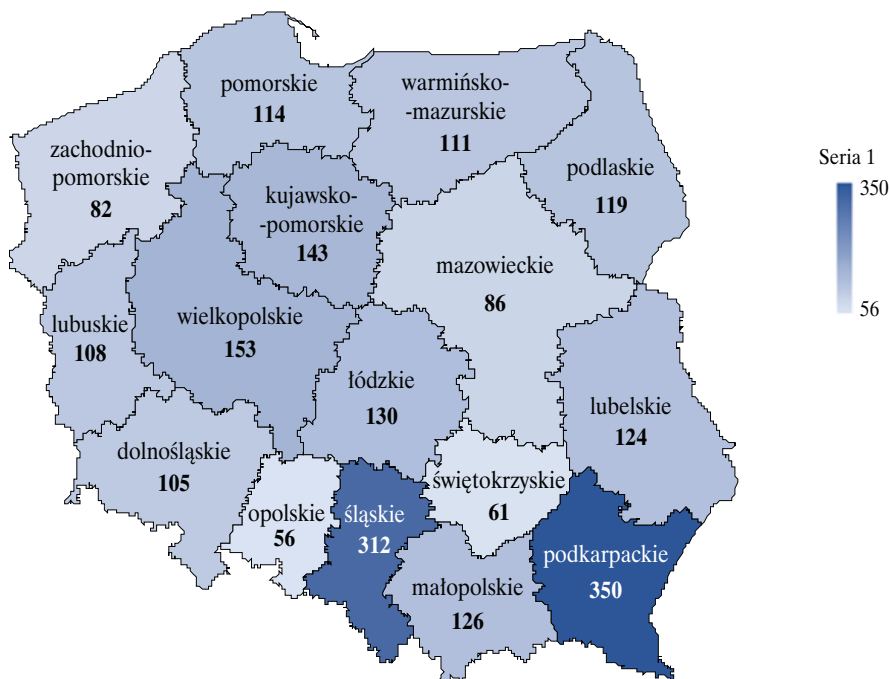 pomorskie
114
warmińsko-
-mazurskie
111
zachodnio-
pomorskie
82
podlaskie
119
kujawsko-
-pomorskie
143
mazowieckie
86
lubuskie
108
wielkopolskie
153
łódzkie
130
lubelskie
124
dolnośląskie
105
opolskie
56
śląskie
312
świętokrzyskie
61
małopolskie
126
podkarpackie
350
Seria 1
350
56